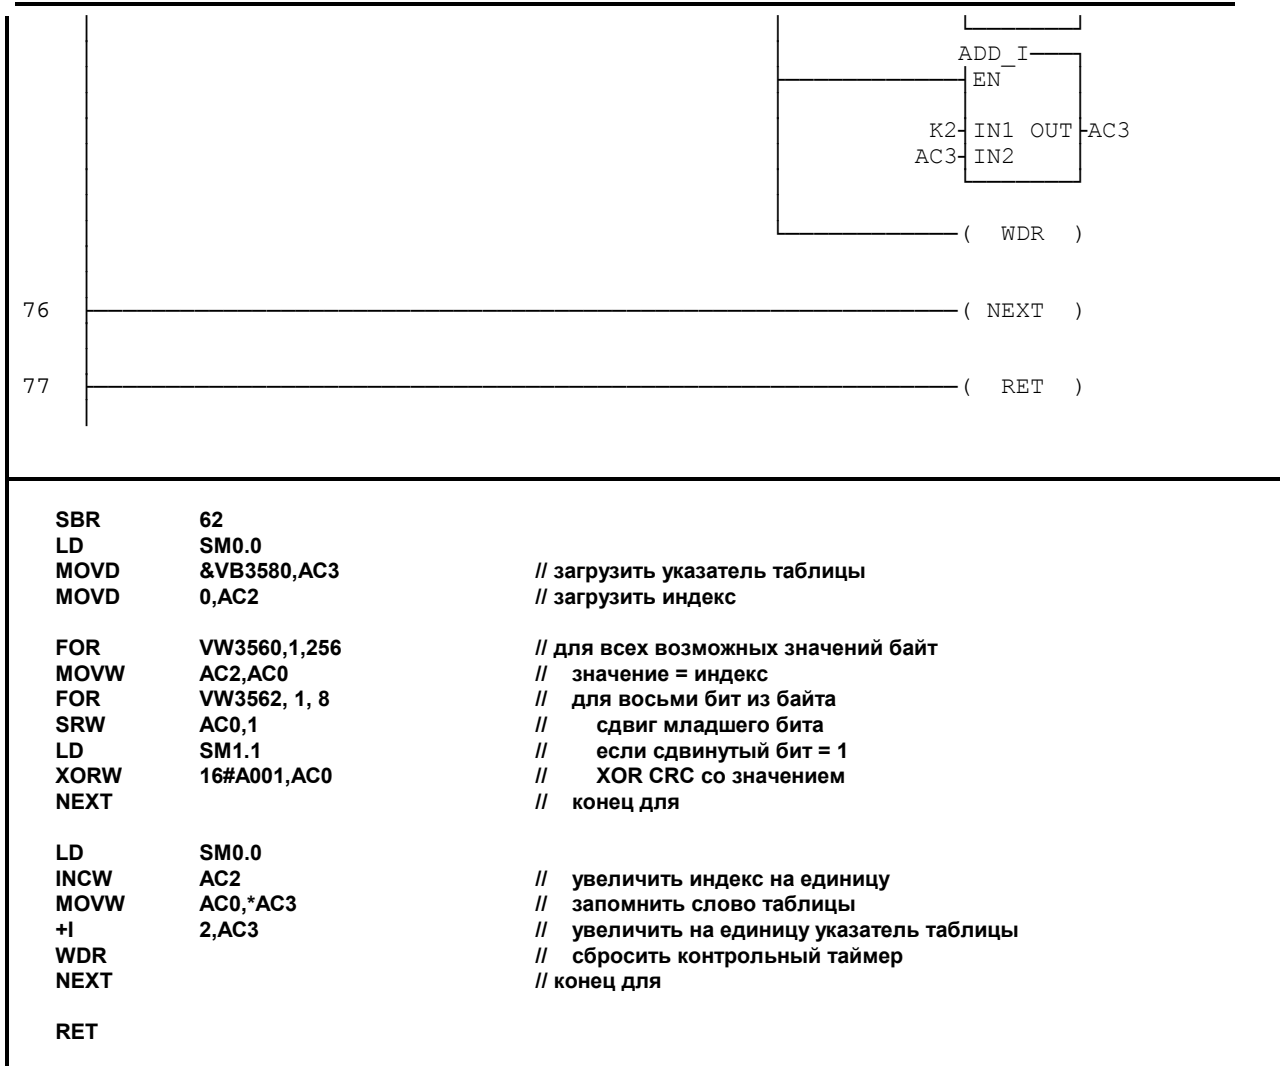 ADD_I
EN
K2 IN1 OUT AC3
AC3 IN2
( WDR )
76 ( NEXT )
77 ( RET )
SBR 62
LD SM0.0
MOVD &VB3580,AC3 // загрузить указатель таблицы
MOVD 0,AC2 // загрузить индекс
FOR VW3560,1,256 // для всех возможных значений байт
MOVW AC2,AC0 // значение = индекс
FOR VW3562, 1, 8 // для восьми бит из байта
SRW AC0,1 // сдвиг младшего бита
LD SM1.1 // если сдвинутый бит = 1
XORW 16#A001,AC0 // XOR CRC со значением
NEXT // конец для
LD SM0.0
INCW AC2 // увеличить индекс на единицу
MOVW AC0,*AC3 // запомнить слово таблицы
+I 2,AC3 // увеличить на единицу указатель таблицы
WDR // сбросить контрольный таймер
NEXT // конец для
RET